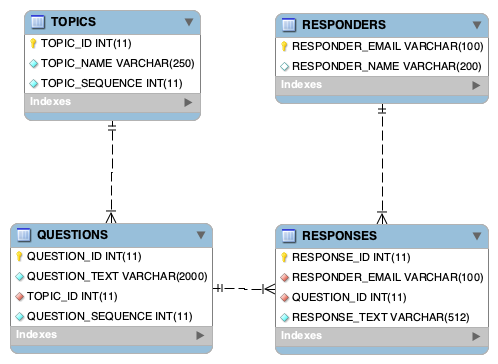 TOPICS
TOPIC_ID INT(11)
TOPIC_NAME VARCHAR(250)
TOPIC_SEQUENCE INT(11)
Indexes
RESPONDERS
RESPONDER_EMAIL VARCHAR(100)
RESPONDER_NAME VARCHAR(200)
Indexes
QUESTIONS
QUESTION_ID INT(11)
QUESTION_TEXT VARCHAR(2000)
TOPIC_ID INT(11)
QUESTION_SEQUENCE INT(11)
Indexes
RESPONSES
RESPONSE_ID INT(11)
RESPONDER_EMAIL VARCHAR(100)
QUESTION_ID INT(11)
RESPONSE_TEXT VARCHAR(512)
Indexes